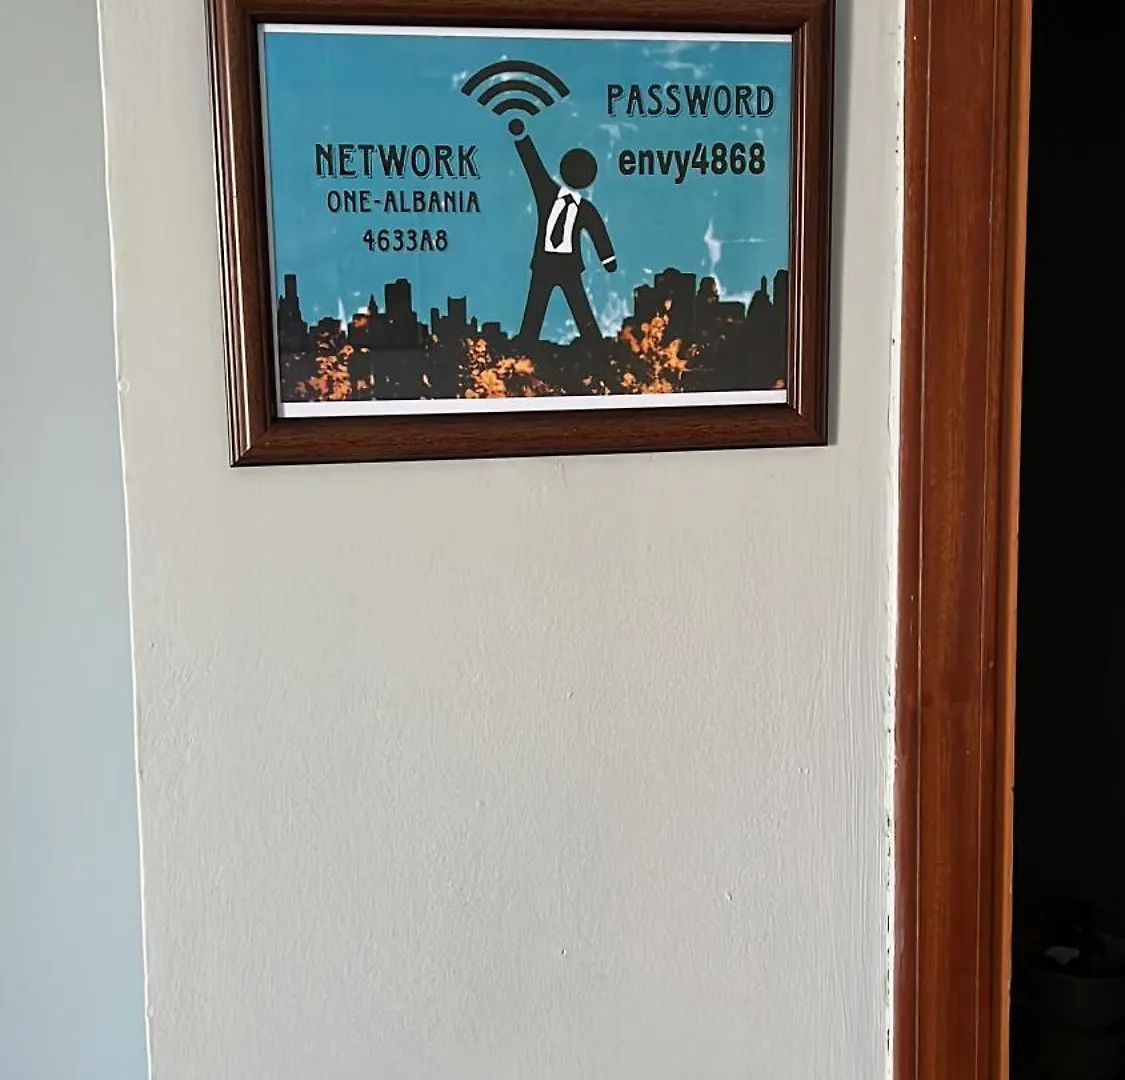 NETWORK
ONE-ALBANIA
4633A8
PASSWORD
envy4868